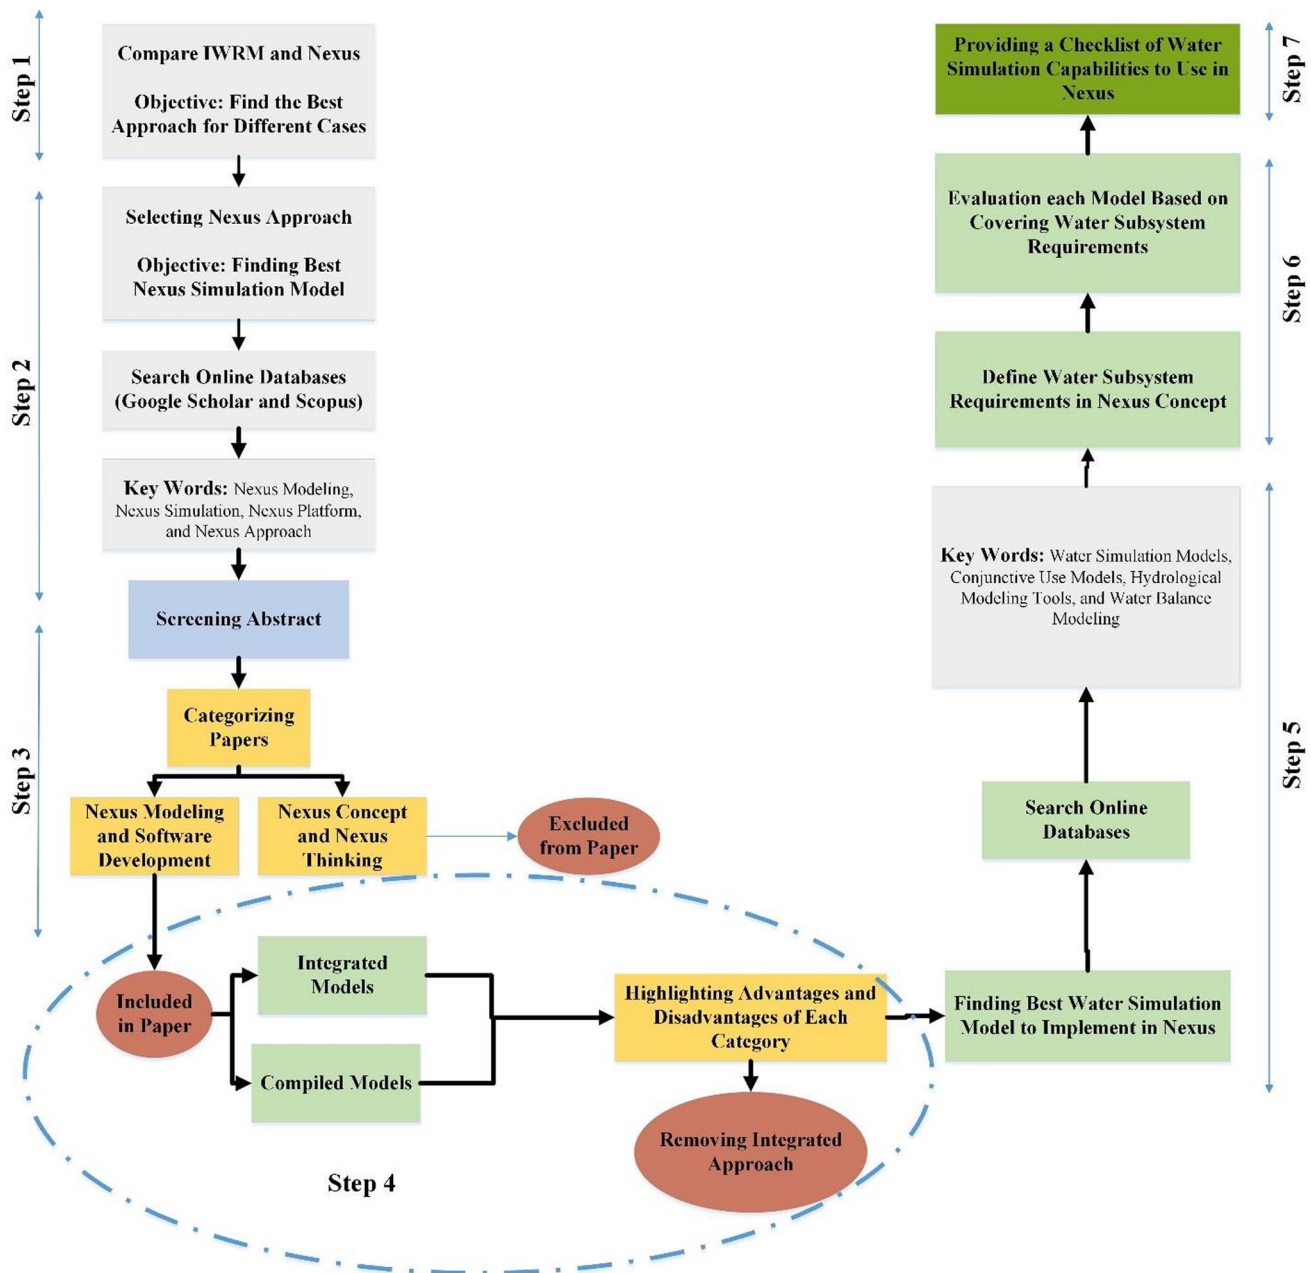 Step 1
Compare IWRM and Nexus
Objective: Find the Best
Approach for Different Cases
Step 2
Selecting Nexus Approach
Objective: Finding Best
Nexus Simulation Model
Search Online Databases
(Google Scholar and Scopus)
Key Words: Nexus Modeling,
Nexus Simulation, Nexus Platform,
and Nexus Approach
Step 3
Screening Abstract
Categorizing
Papers
Nexus Modeling
and Software
Development
Nexus Concept
and Nexus
Thinking
Excluded
from Paper
Included
in Paper
Integrated
Models
Compiled Models
Highlighting Advantages and
Disadvantages of Each
Category
Removing Integrated
Approach
Step 4
Finding Best Water Simulation
Model to Implement in Nexus
Search Online
Databases
Key Words: Water Simulation Models,
Conjunctive Use Models, Hydrological
Modeling Tools, and Water Balance
Modeling
Step 5
Define Water Subsystem
Requirements in Nexus Concept
Evaluation each Model Based on
Covering Water Subsystem
Requirements
Step 6
Providing a Checklist of Water
Simulation Capabilities to Use in
Nexus
Step 7